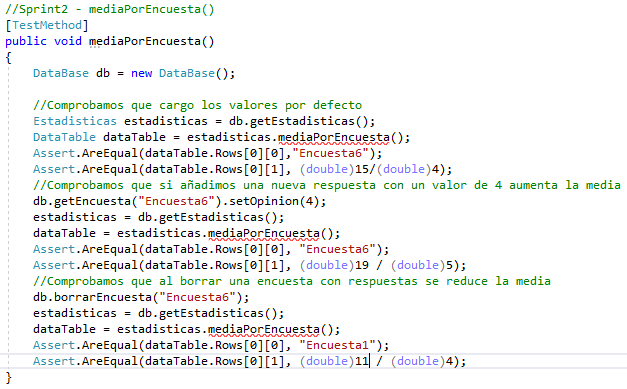 //Sprint2 - mediaPorEncuesta()
[TestMethod]
public void mediaPorEncuesta()
{
DataBase db = new DataBase();
//Comprobamos que cargo los valores por defecto
Estadisticas estadisticas = db.getEstadisticas();
DataTable dataTable = estadisticas.mediaPorEncuesta();
Assert.AreEqual(dataTable.Rows[0][0],"Encuesta6");
Assert.AreEqual(dataTable.Rows[0][1], (double)15/(double)4);
//Comprobamos que si añadimos una nueva respuesta con un valor de 4 aumenta la media
db.getEncuesta("Encuesta6").setOpinion(4);
estadisticas = db.getEstadisticas();
dataTable = estadisticas.mediaPorEncuesta();
Assert.AreEqual(dataTable.Rows[0][0], "Encuesta6");
Assert.AreEqual(dataTable.Rows[0][1], (double)19 / (double)5);
//Comprobamos que al borrar una encuesta con respuestas se reduce la media
db.borrarEncuesta("Encuesta6");
estadisticas = db.getEstadisticas();
dataTable = estadisticas.mediaPorEncuesta();
Assert.AreEqual(dataTable.Rows[0][0], "Encuesta1");
Assert.AreEqual(dataTable.Rows[0][1], (double)11 / (double)4);
}